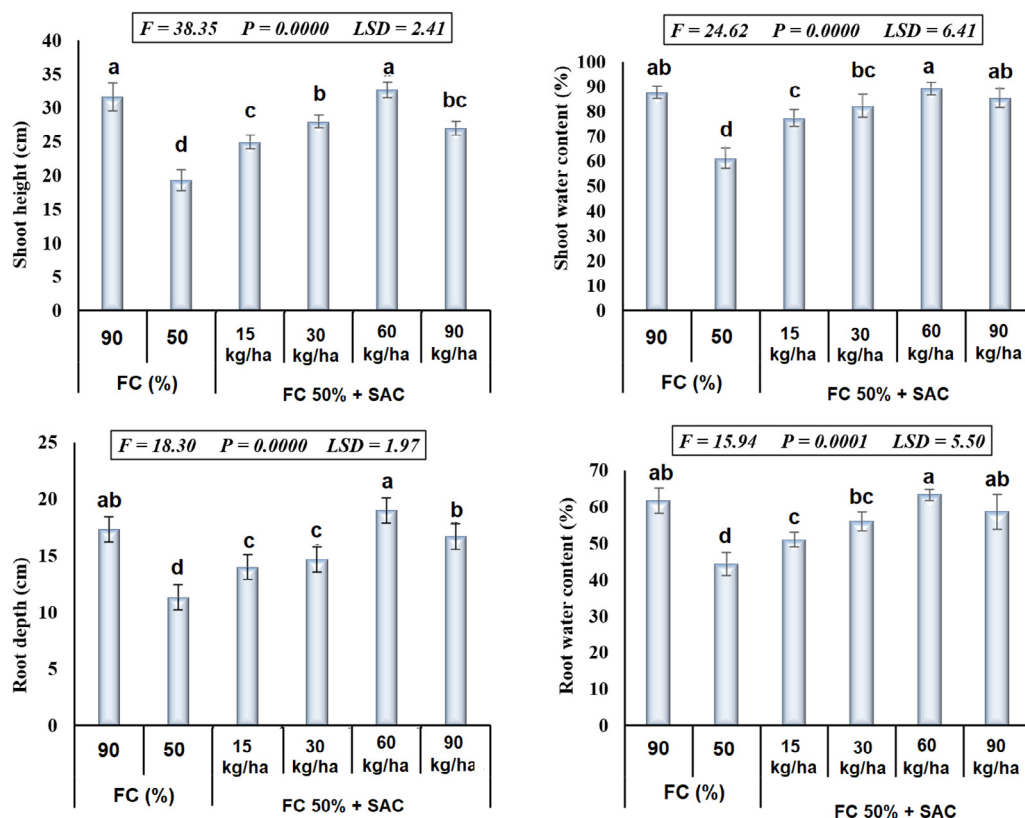 F = 38.35 P = 0.0000 LSD = 2.41
Shoot height (cm)
40
35
30
25
20
15
10
5
0
a
d
c
b
a
bc
90 50 15 kg/ha 30 kg/ha 60 kg/ha 90 kg/ha
FC (%) FC 50% + SAC
F = 24.62 P = 0.0000 LSD = 6.41
Shoot water content (%)
100
90
80
70
60
50
40
30
20
10
0
ab
d
c
bc
a
ab
90 50 15 kg/ha 30 kg/ha 60 kg/ha 90 kg/ha
FC (%) FC 50% + SAC
F = 18.30 P = 0.0000 LSD = 1.97
Root depth (cm)
25
20
15
10
5
0
ab
d
c
c
a
b
90 50 15 kg/ha 30 kg/ha 60 kg/ha 90 kg/ha
FC (%) FC 50% + SAC
F = 15.94 P = 0.0001 LSD = 5.50
Root water content (%)
70
60
50
40
30
20
10
0
ab
d
c
bc
a
ab
90 50 15 kg/ha 30 kg/ha 60 kg/ha 90 kg/ha
FC (%) FC 50% + SAC